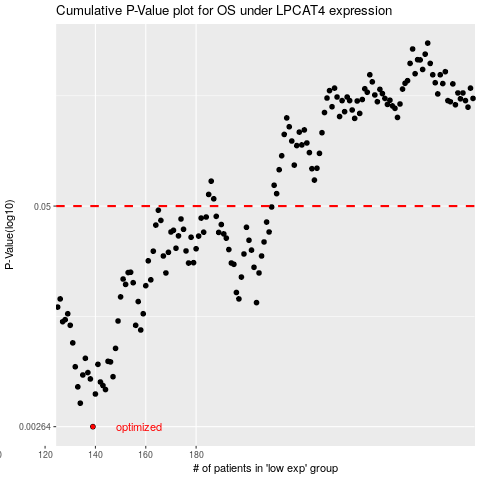 Cumulative P-Value plot for OS under LPCAT4 expression
P-Value(log10)
0.05
0.00264
optimized
0 120 140 160 180
# of patients in 'low exp' group